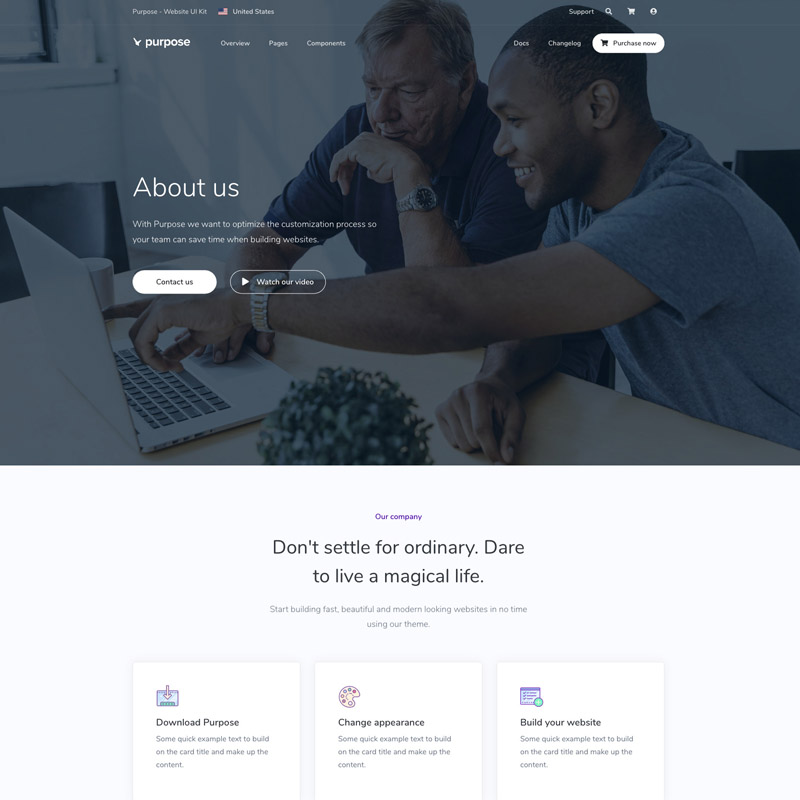 Purpose - Website UI Kit United States Support
purpose Overview Pages Components Docs Changelog Purchase now
About us
With Purpose we want to optimize the customization process so
your team can save time when building websites.
Contact us Watch our video
Our company
Don't settle for ordinary. Dare
to live a magical life.
Start building fast, beautiful and modern looking websites in no time
using our theme.
Download Purpose
Some quick example text to build
on the card title and make up the
content.
Change appearance
Some quick example text to build
on the card title and make up the
content.
Build your website
Some quick example text to build
on the card title and make up the
content.